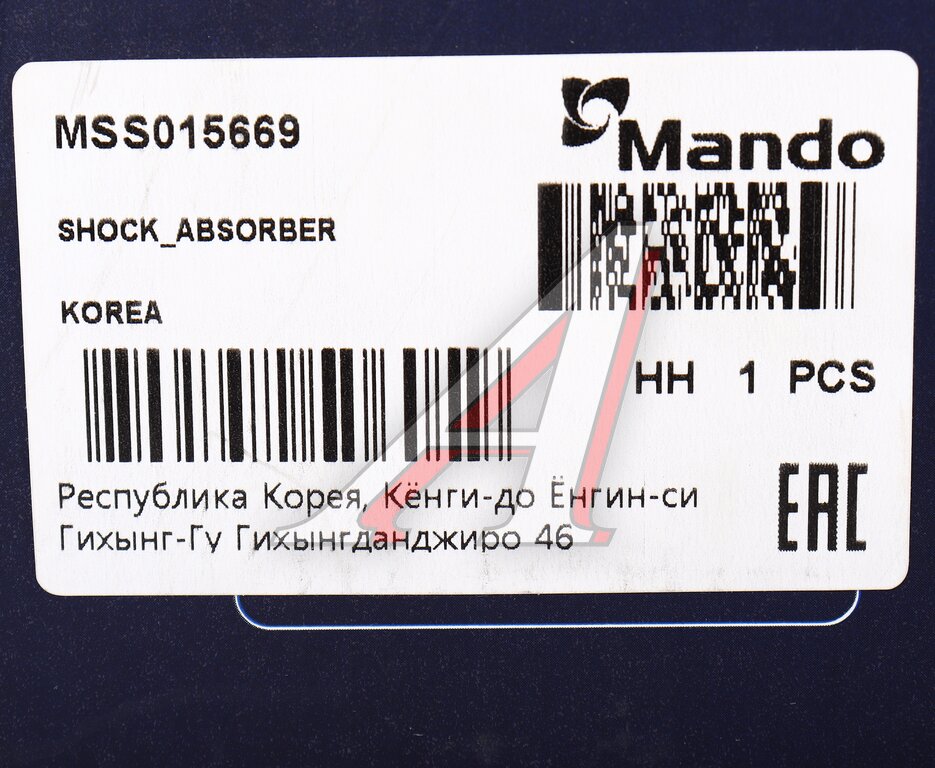 MSS015669
Mando
SHOCK_ABSORBER
KOREA
HH 1 PCS
Республика Корея, Кёнги-до Ёнгин-си
Гихынг-Гу Гихынгданджиро 46
EAC